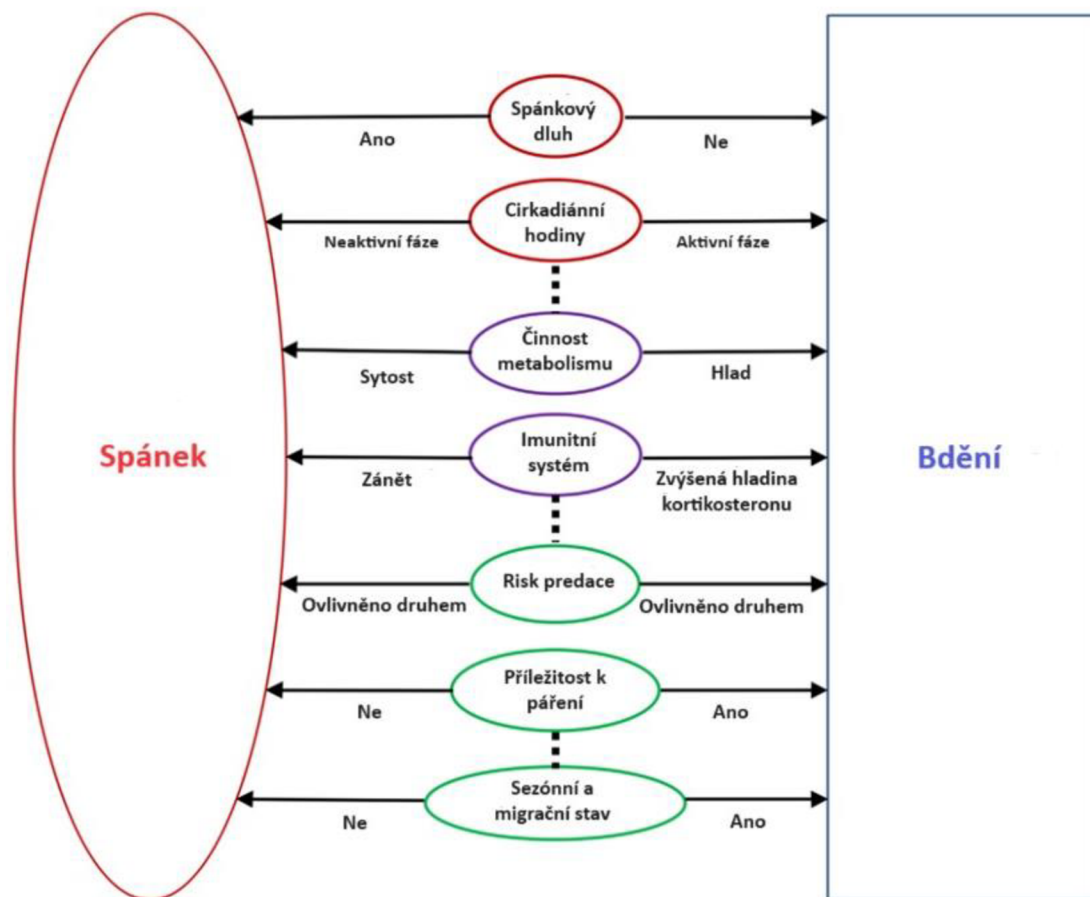 Spánkový
dluh
Ano
Ne
Cirkadiánní
hodiny
Neaktivní fáze
Aktivní fáze
Činnost
metabolismu
Sytost
Hlad
Spánek
Imunitní
systém
Bdění
Zánět
Zvýšená hladina
kortikosteronu
Risk predace
Ovlivněno druhem
Ovlivněno druhem
Příležitost k
páření
Ne
Ano
Sezónní a
migrační stav
Ne
Ano